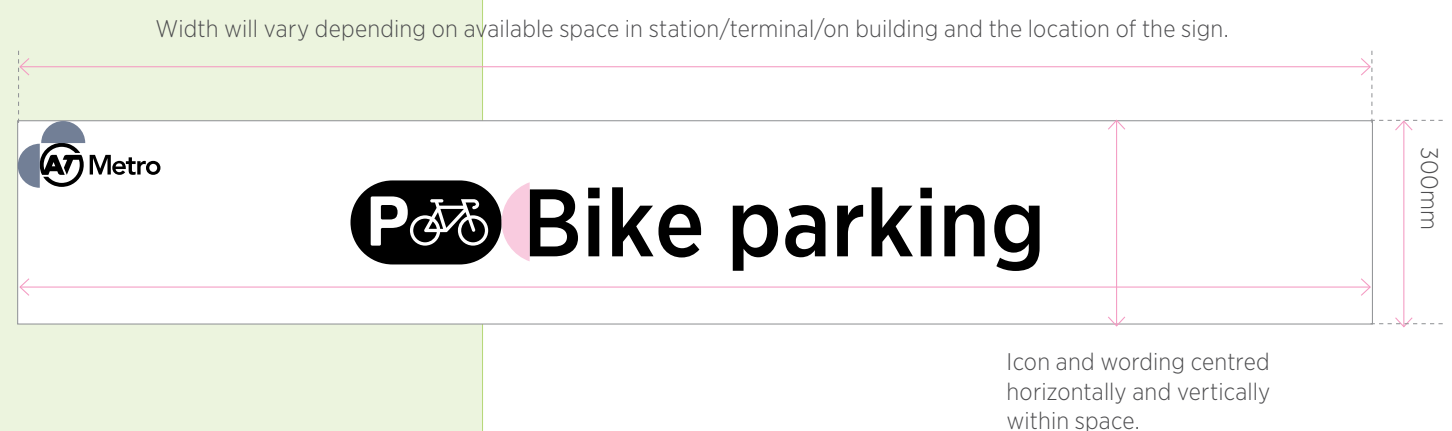 Width will vary depending on available space in station/terminal/on building and the location of the sign.
AT Metro
P Bike parking
300mm
Icon and wording centred
horizontally and vertically
within space.